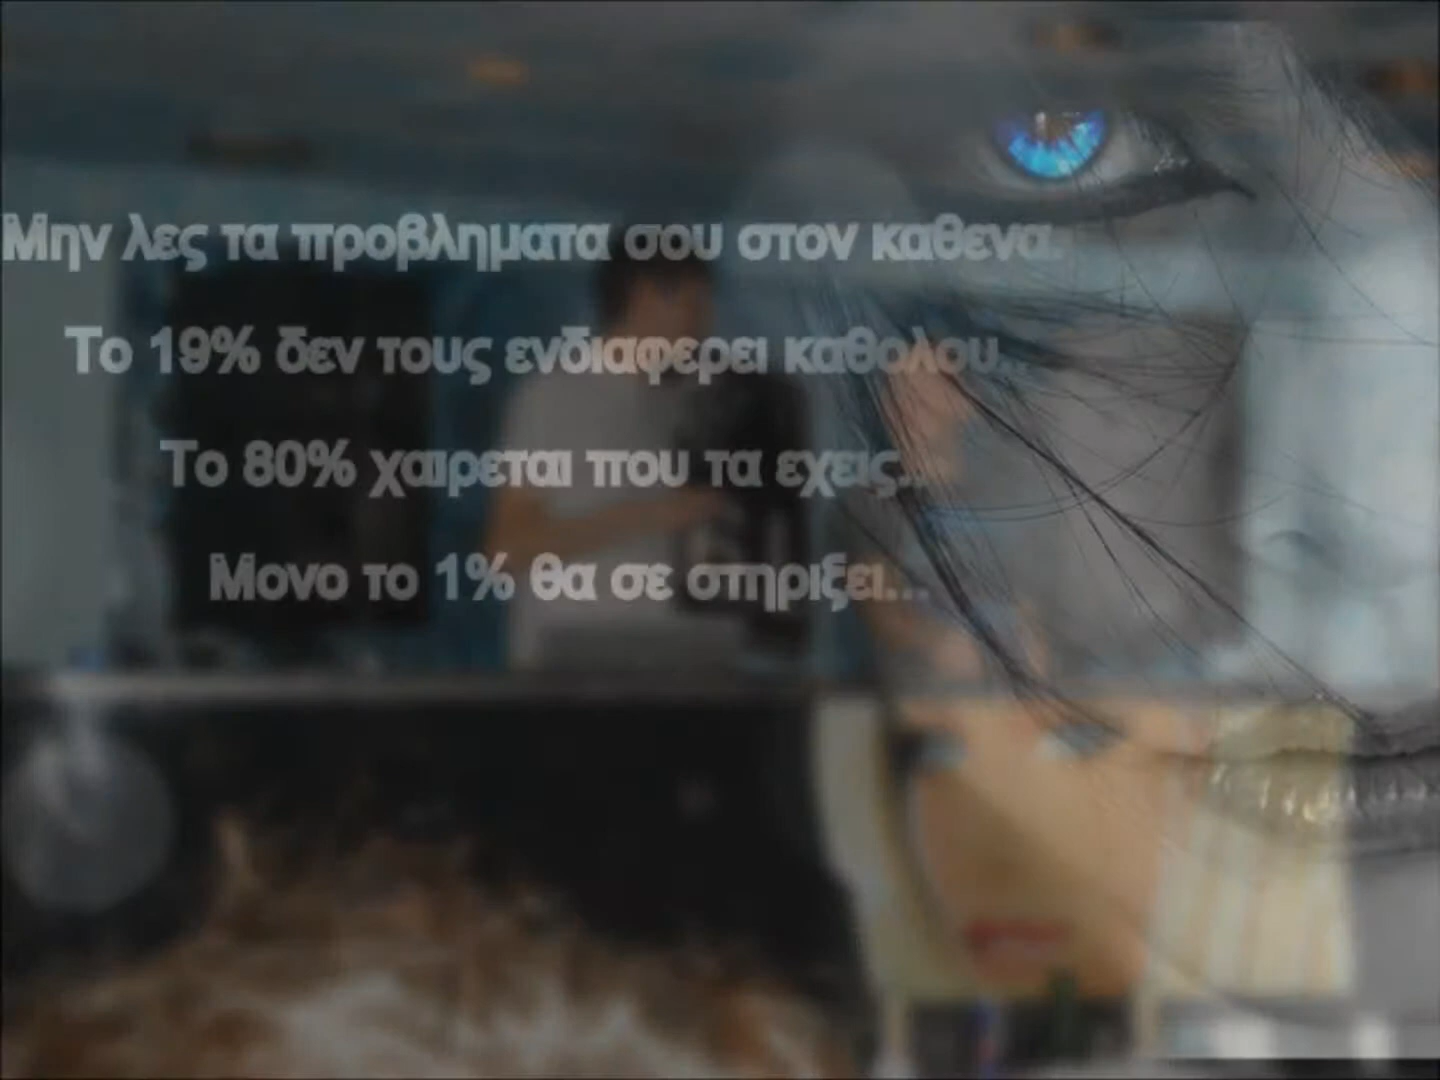 Μην λες τα προβληματα σου στον καθενα.
Το 19% δεν τους ενδιαφερει καθολου..
Το 80% χαιρεται που τα εχεις..
Μονο το 1% θα σε στηριξει...